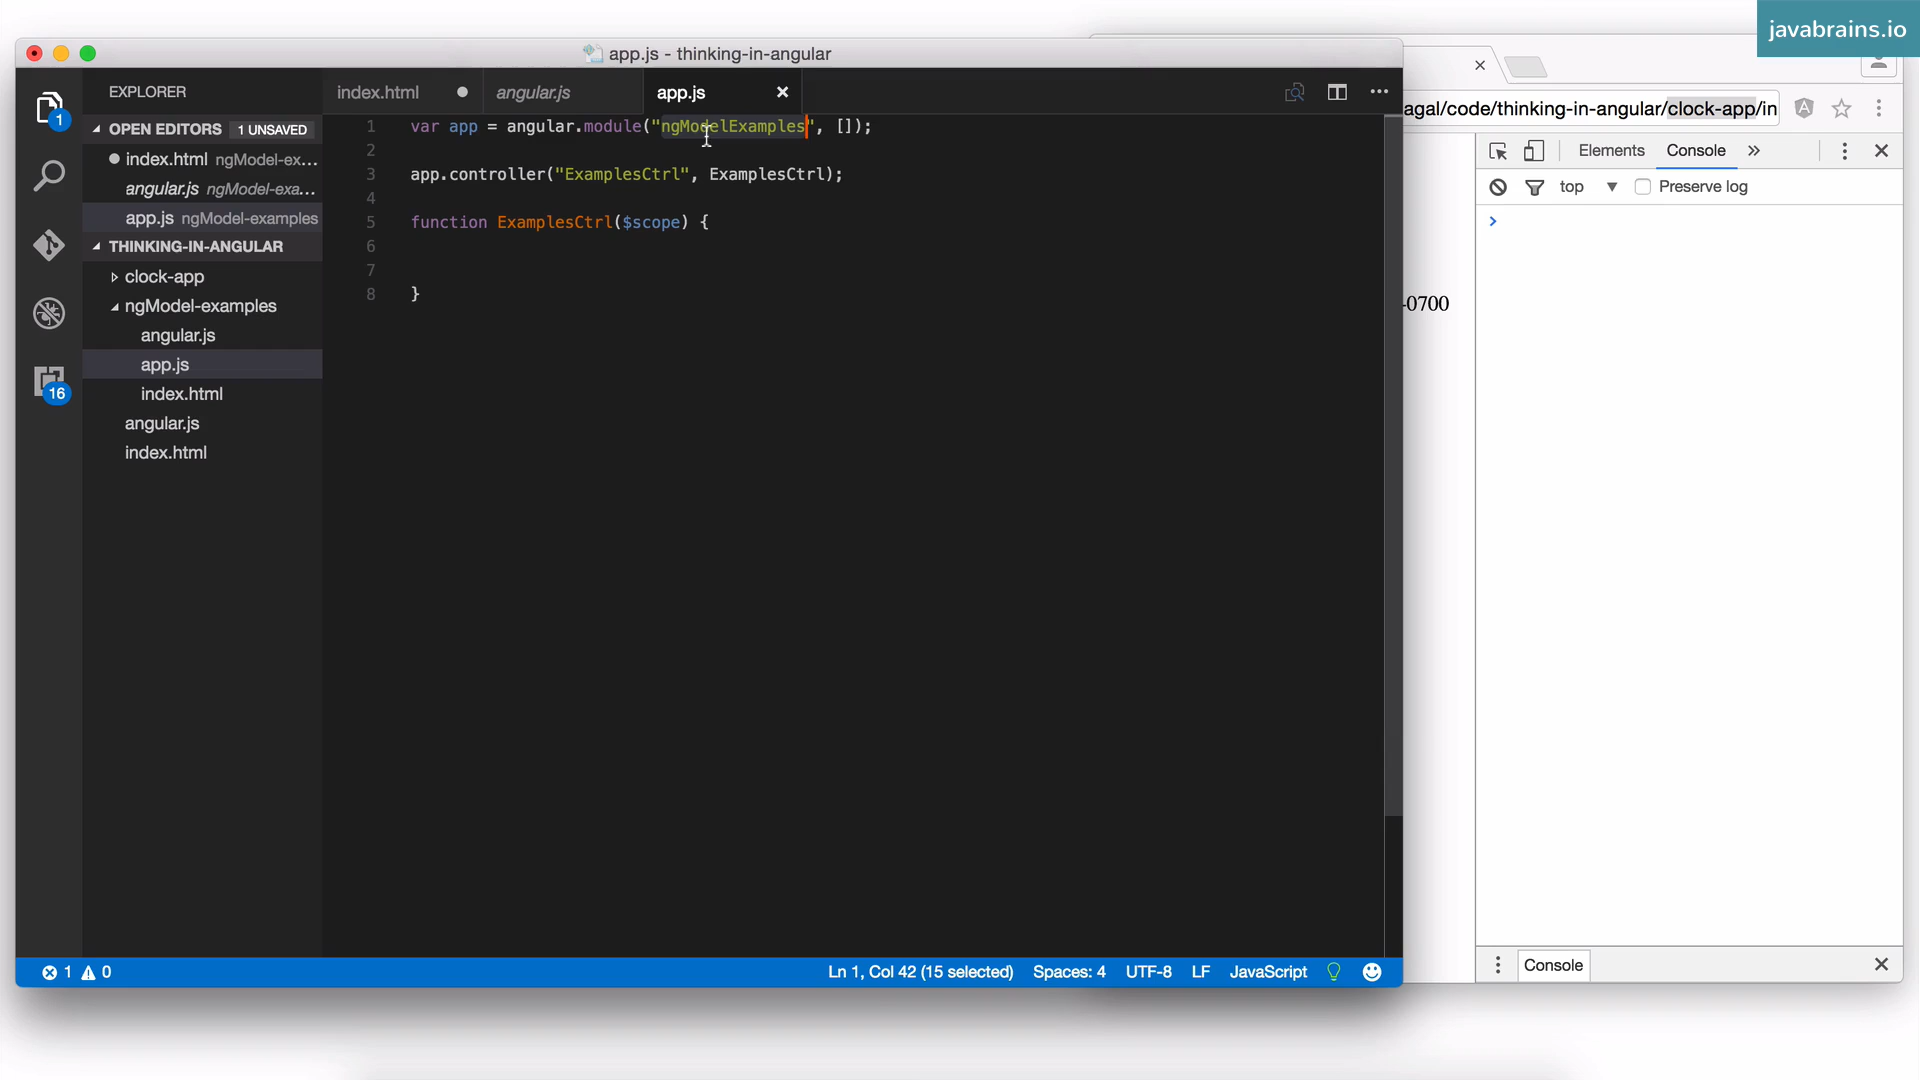 javabrains.io
app.js - thinking-in-angular
EXPLORER
OPEN EDITORS 1 UNSAVED
index.html ngModel-ex...
angular.js ngModel-exa...
app.js ngModel-examples
THINKING-IN-ANGULAR
clock-app
ngModel-examples
angular.js
app.js
index.html
angular.js
index.html
1
16
index.html
angular.js
app.js
1 var app = angular.module("ngModelExamples", []);
2
3 app.controller("ExamplesCtrl", ExamplesCtrl);
4
5 function ExamplesCtrl($scope) {
6
7
8 }
1 0
Ln 1, Col 42 (15 selected) Spaces: 4 UTF-8 LF JavaScript
agal/code/thinking-in-angular/clock-app/in
Elements Console »
top Preserve log
-0700
Console